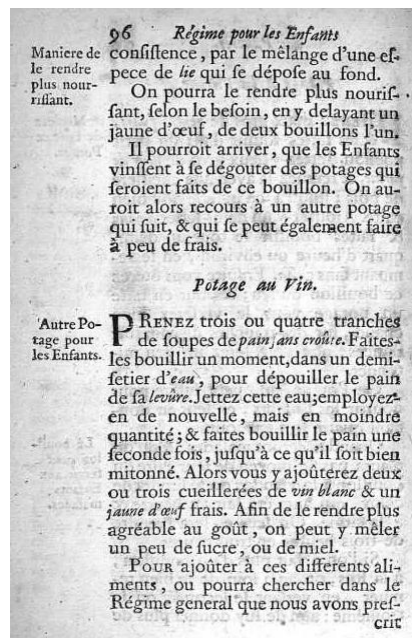 96 Régime pour les Enfants
Maniere de
le rendre
plus nour-
rissant.
consistence, par le mêlange d'une es-
pece de lie qui se dépose au fond.
On pourra le rendre plus nouris-
sant, selon le besoin, en y delayant un
jaune d'œuf, de deux bouillons l'un.
Il pourroit arriver, que les Enfants
vinssent à se dégouter des potages qui
seroient faits de ce bouillon. On au-
roit alors recours à un autre potage
qui suit, & qui se peut également faire
à peu de frais.
Potage au Vin.
Autre Po-
tage pour
les Enfants.
PRENEZ trois ou quatre tranches
de soupes de pain sans croûte. Faites-
les bouillir un moment, dans un demi-
setier d'eau, pour dépouiller le pain
de sa levûre. Jettez cette eau; employez-
en de nouvelle, mais en moindre
quantité; & faites bouillir le pain une
seconde fois, jusqu'à ce qu'il soit bien
mitonné. Alors vous y ajoûterez deux
ou trois cueillerées de vin blanc & un
jaune d'œuf frais. Afin de le rendre plus
agréable au goût, on peut y mêler
un peu de sucre, ou de miel.
POUR ajoûter à ces differents ali-
ments, ou pourra chercher dans le
Régime general que nous avons pres-
crit